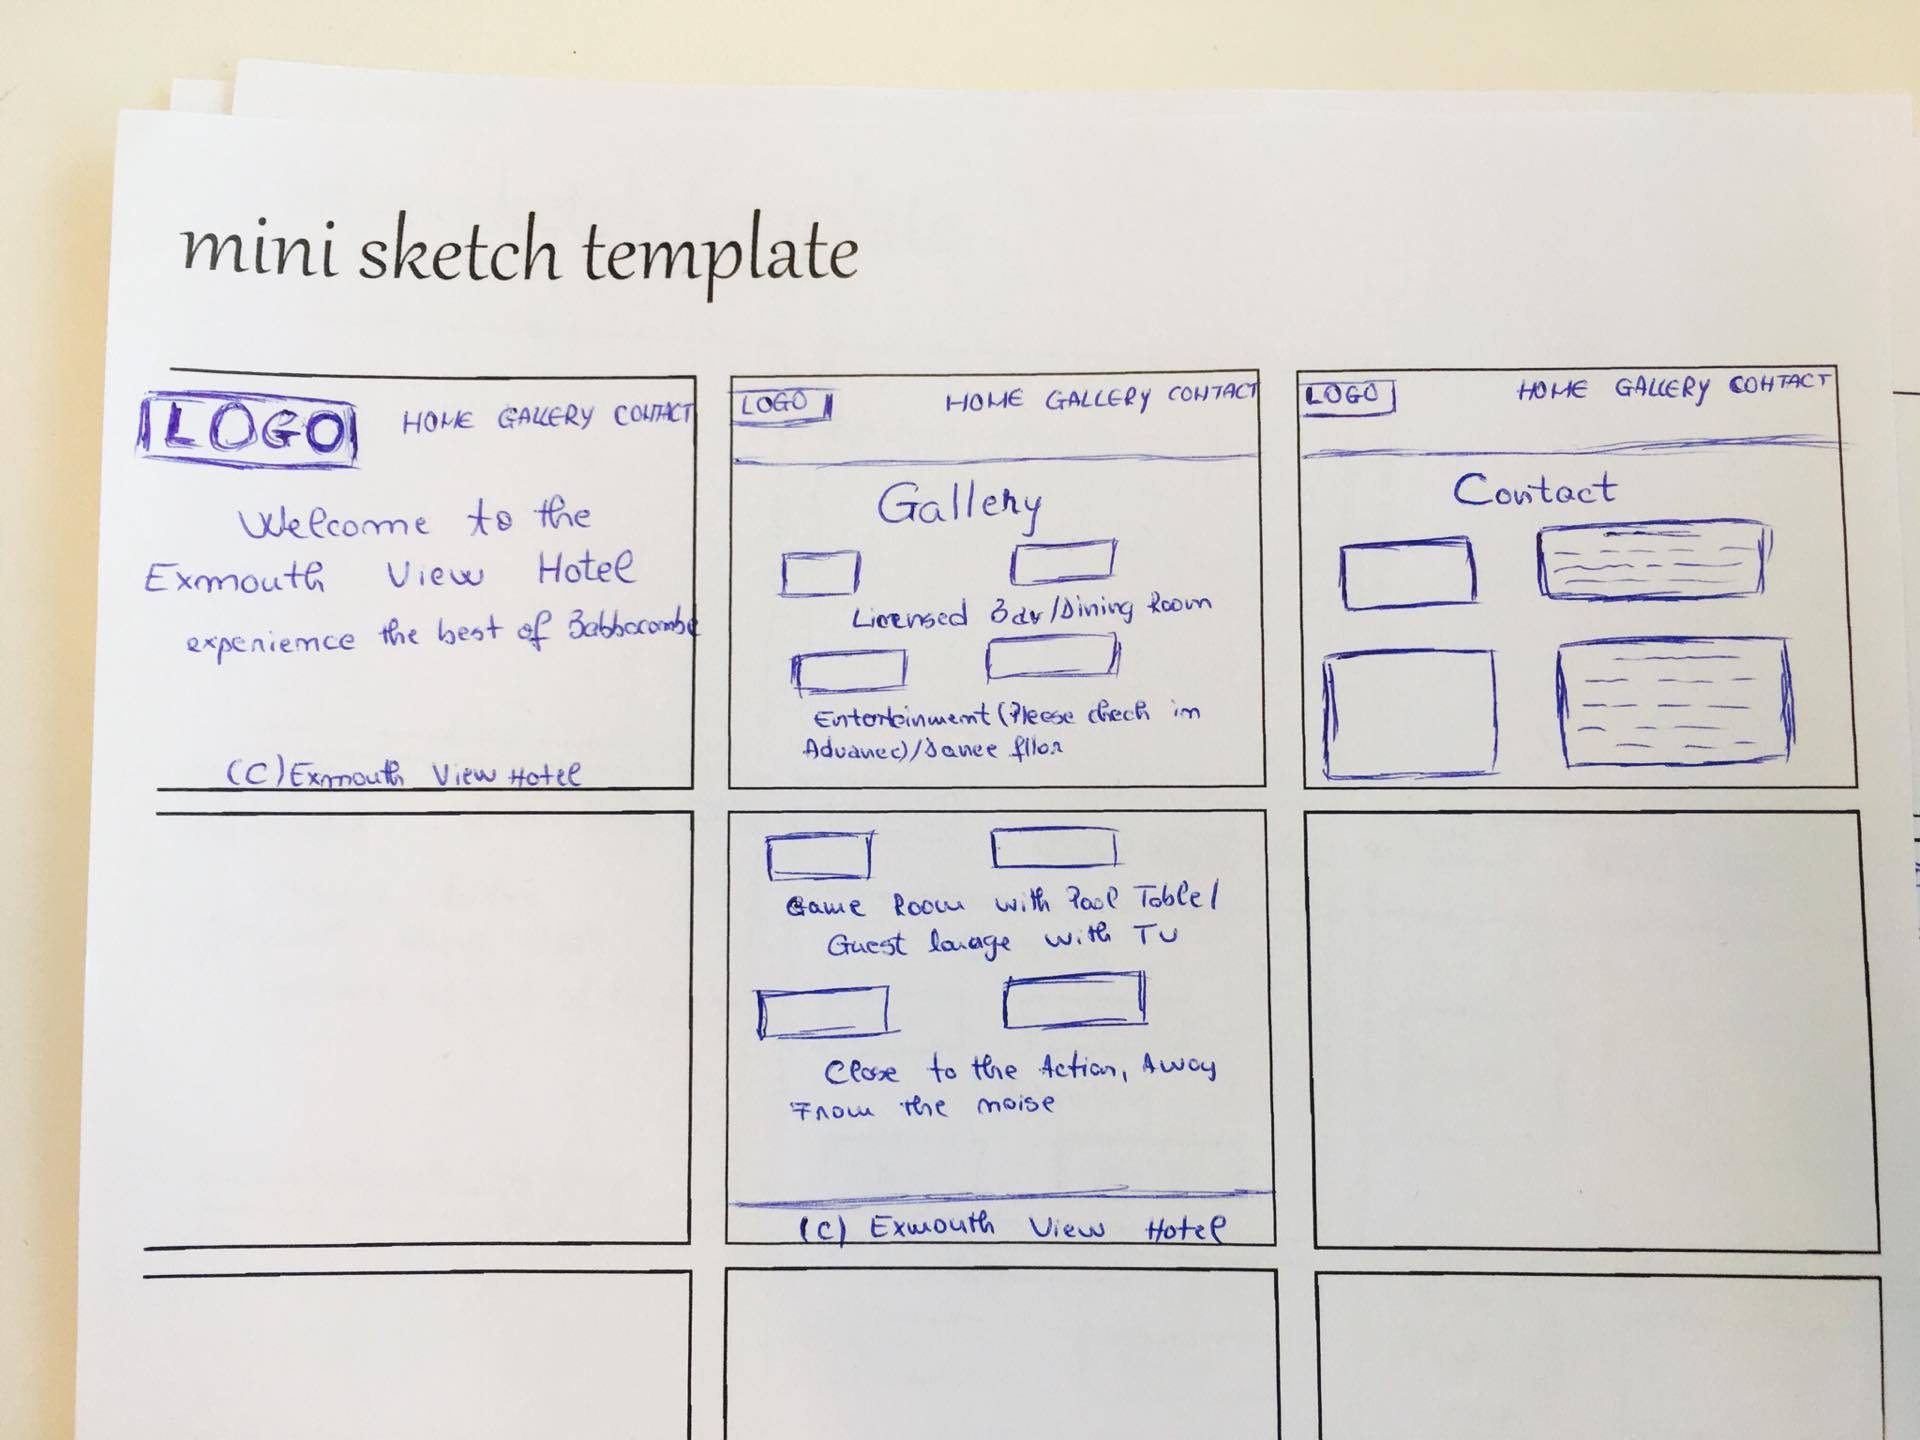 mini sketch template
LOGO HOME GALLERY CONTACT
Welcome to the
Exmouth View Hotel
experience the best of Babbacombe
(C) Exmouth View Hotel
LOGO HOME GALLERY CONTACT
Gallery
Licensed Bar/Dining Room
Entertainment (Please check in
Advance)/Dance floor
Game Room with Pool Table/
Guest lounge with TV
Close to the Action, Away
From the noise
(C) Exmouth View Hotel
LOGO HOME GALLERY CONTACT
Contact